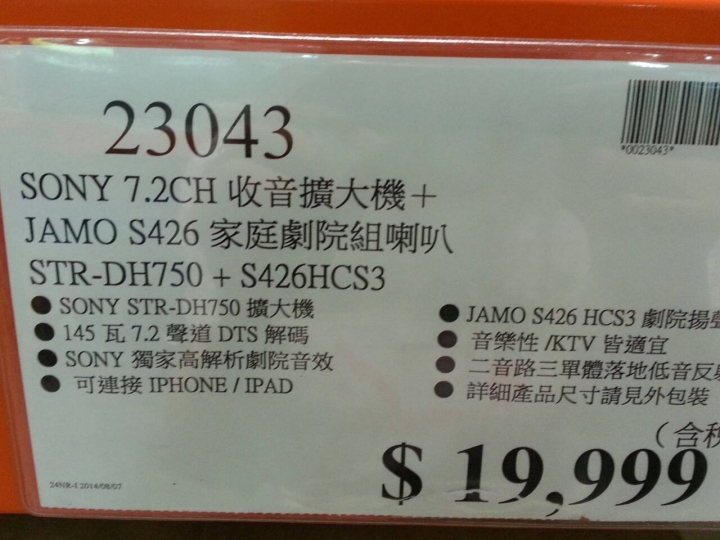 23043
*0023043*
SONY 7.2CH 收音擴大機＋
JAMO S426 家庭劇院組喇叭
STR-DH750 + S426HCS3
● SONY STR-DH750 擴大機
● 145 瓦 7.2 聲道 DTS 解碼
● SONY 獨家高解析劇院音效
● 可連接 IPHONE / IPAD
● JAMO S426 HCS3 劇院揚
● 音樂性 /KTV 皆適宜
● 二音路三單體落地低音反
● 詳細產品尺寸請見外包裝
（含
$ 19,999
24NR-I 2014/08/07